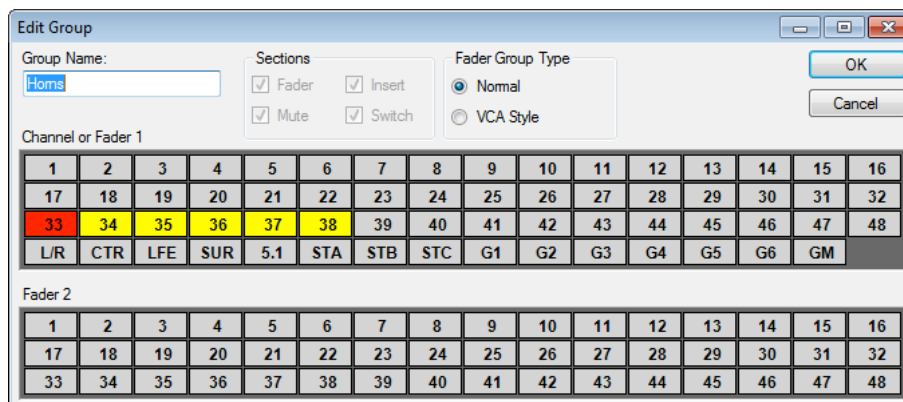 Edit Group
Group Name:
Sections
Fader Group Type
OK
Horns
Fader
Insert
Normal
Cancel
Mute
Switch
VCA Style
Channel or Fader 1
1 2 3 4 5 6 7 8 9 10 11 12 13 14 15 16
17 18 19 20 21 22 23 24 25 26 27 28 29 30 31 32
33 34 35 36 37 38 39 40 41 42 43 44 45 46 47 48
L/R CTR LFE SUR 5.1 STA STB STC G1 G2 G3 G4 G5 G6 GM
Fader 2
1 2 3 4 5 6 7 8 9 10 11 12 13 14 15 16
17 18 19 20 21 22 23 24 25 26 27 28 29 30 31 32
33 34 35 36 37 38 39 40 41 42 43 44 45 46 47 48